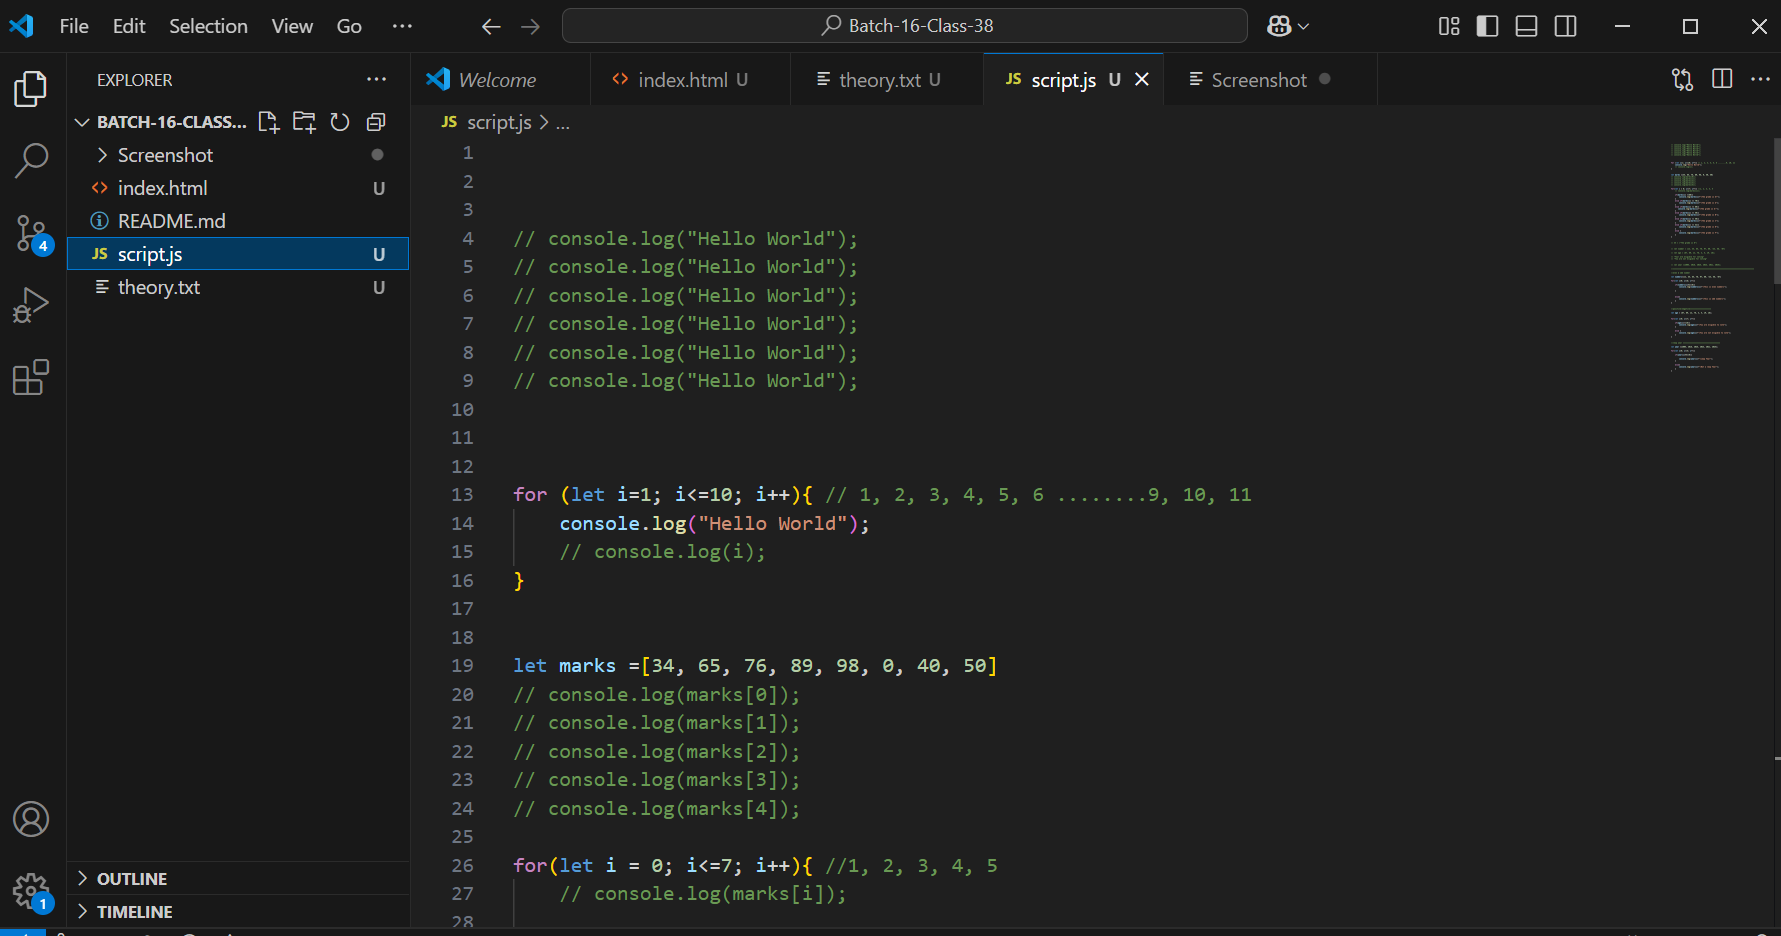 File Edit Selection View Go ... Batch-16-Class-38
EXPLORER ...
Welcome index.html U theory.txt U JS script.js U Screenshot
BATCH-16-CLASS...
JS script.js > ...
Screenshot
index.html U
README.md
JS script.js U
theory.txt U
4
1
2
3
4 // console.log("Hello World");
5 // console.log("Hello World");
6 // console.log("Hello World");
7 // console.log("Hello World");
8 // console.log("Hello World");
9 // console.log("Hello World");
10
11
12
13 for (let i=1; i<=10; i++){ // 1, 2, 3, 4, 5, 6 ........9, 10, 11
14 console.log("Hello World");
15 // console.log(i);
16 }
17
18
19 let marks =[34, 65, 76, 89, 98, 0, 40, 50]
20 // console.log(marks[0]);
21 // console.log(marks[1]);
22 // console.log(marks[2]);
23 // console.log(marks[3]);
24 // console.log(marks[4]);
25
26 for(let i = 0; i<=7; i++){ //1, 2, 3, 4, 5
27 // console.log(marks[i]);
28
OUTLINE
TIMELINE
1